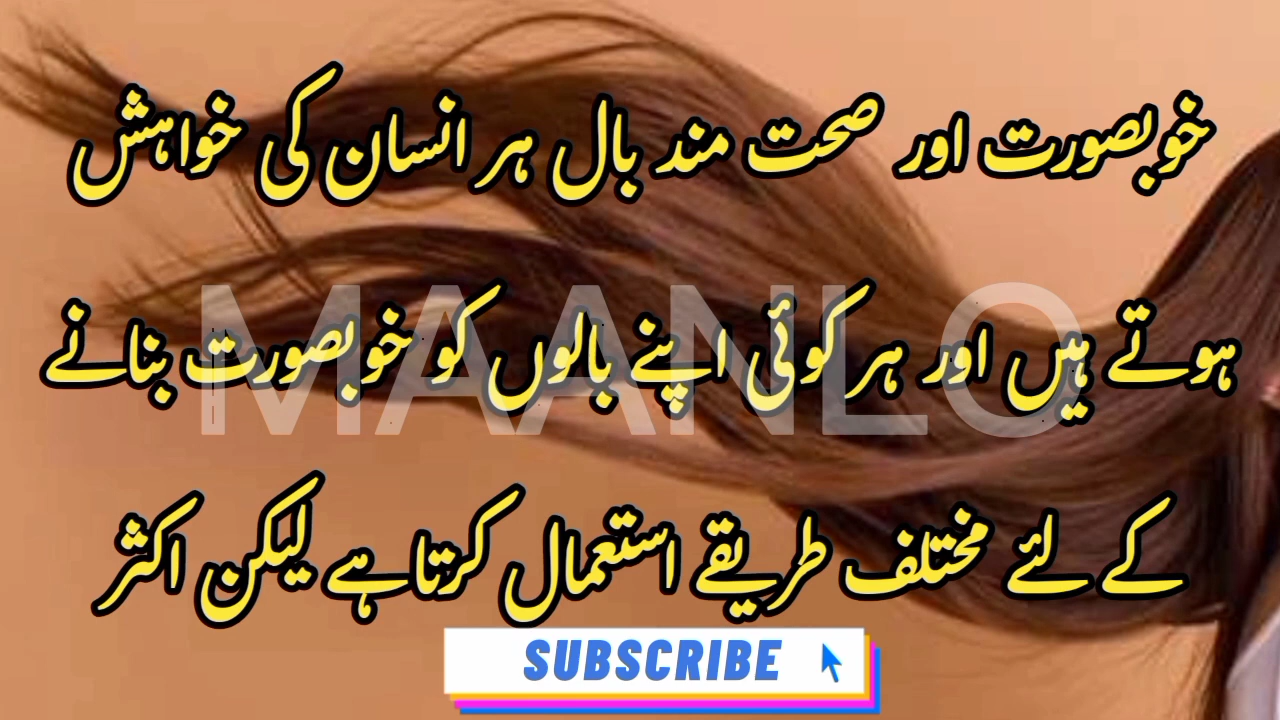 خوبصورت اور صحت مند بال ہر انسان کی خواہش
ہوتے ہیں اور ہر کوئی اپنے بالوں کو خوبصورت بنانے
MAANLO
کے لئے مختلف طریقے استعمال کرتا ہے لیکن اکثر
SUBSCRIBE